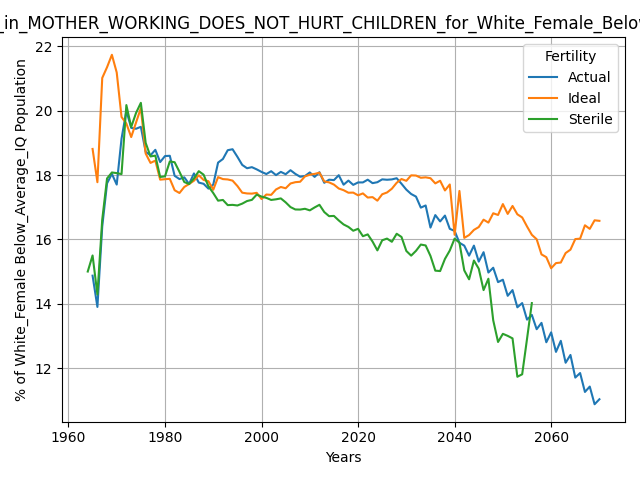 _in_MOTHER_WORKING_DOES_NOT_HURT_CHILDREN_for_White_Female_Below
Fertility
Actual
Ideal
Sterile
% of White_Female Below_Average_IQ Population
22
20
18
16
14
12
1960
1980
2000
2020
2040
2060
Years